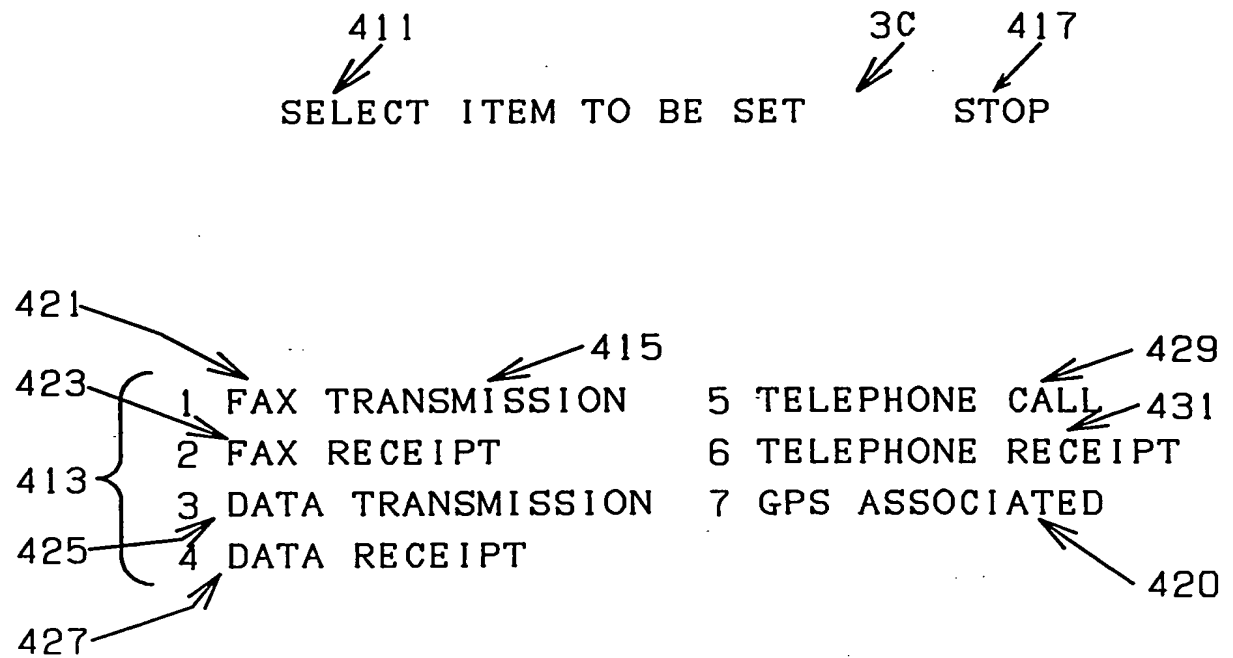 411 3C 417
SELECT ITEM TO BE SET STOP
421
415 429
423 1 FAX TRANSMISSION 5 TELEPHONE CALL 431
2 FAX RECEIPT 6 TELEPHONE RECEIPT
413
3 DATA TRANSMISSION 7 GPS ASSOCIATED
425 4 DATA RECEIPT
420
427